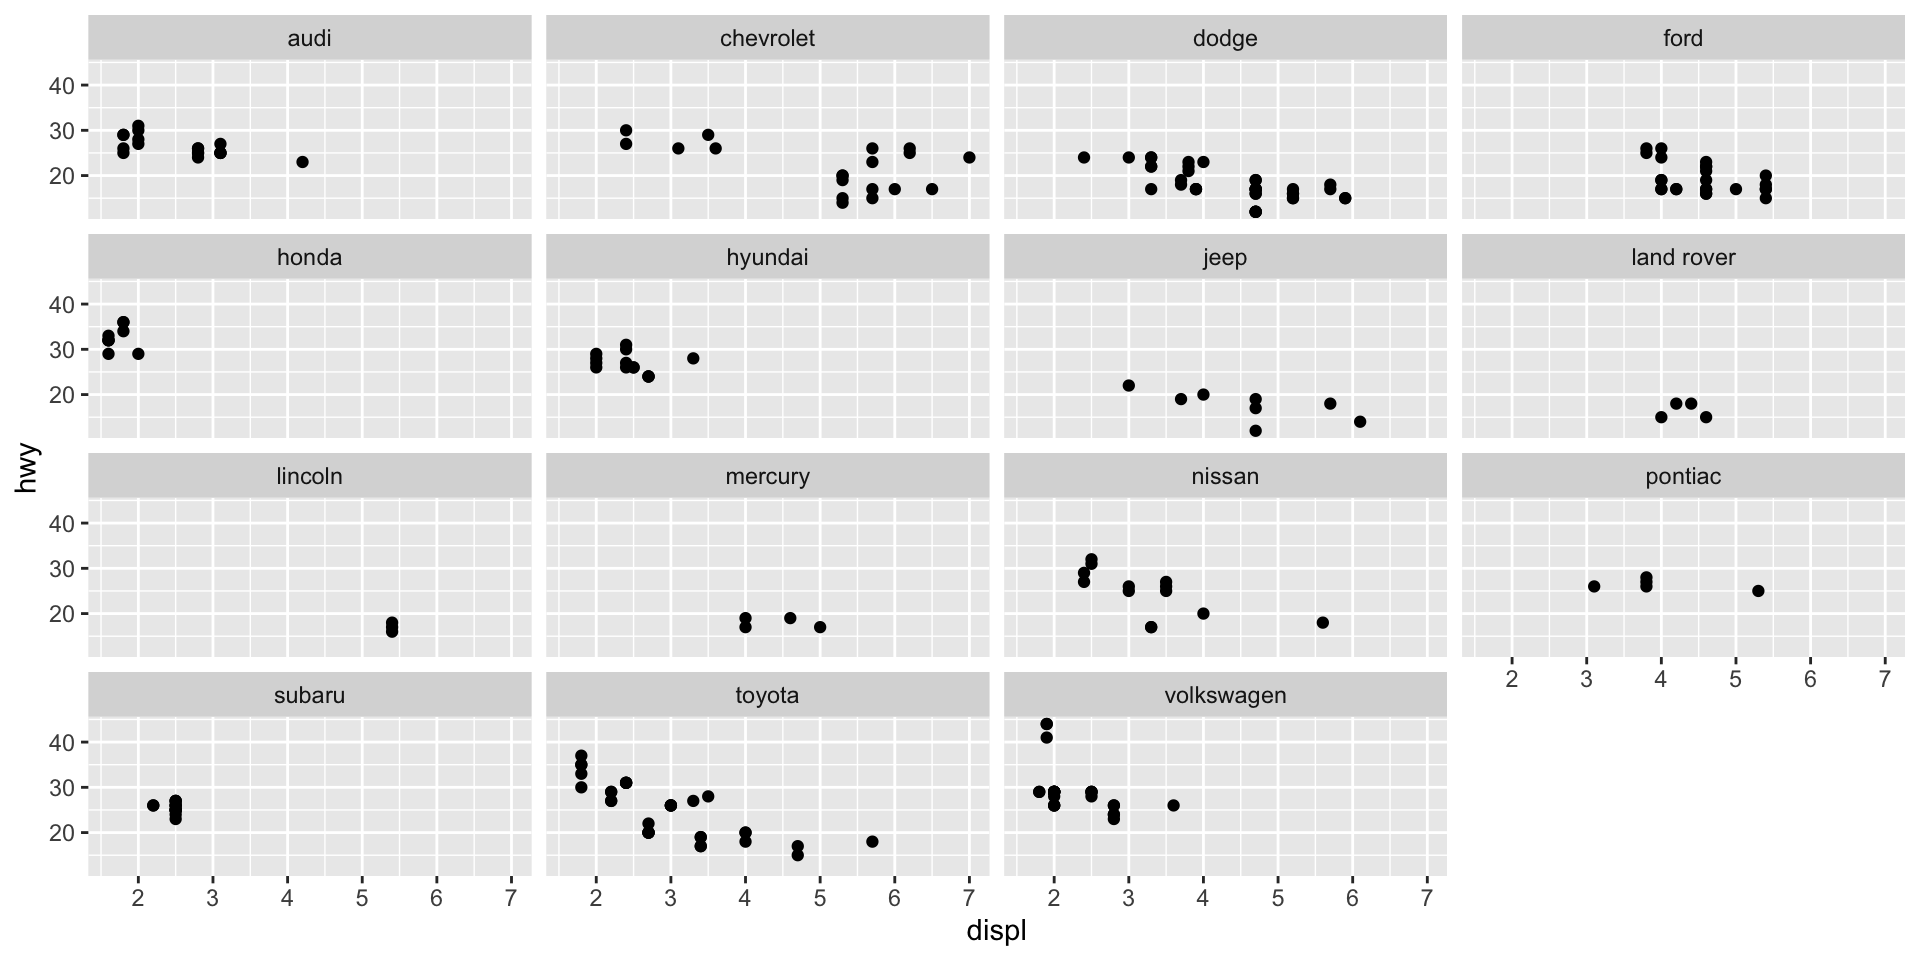 audi chevrolet dodge ford
40
30
20
honda hyundai jeep land rover
40
30
20
hwy
lincoln mercury nissan pontiac
40
30
20
2 3 4 5 6 7
subaru toyota volkswagen
40
30
20
2 3 4 5 6 7 2 3 4 5 6 7 2 3 4 5 6 7
displ